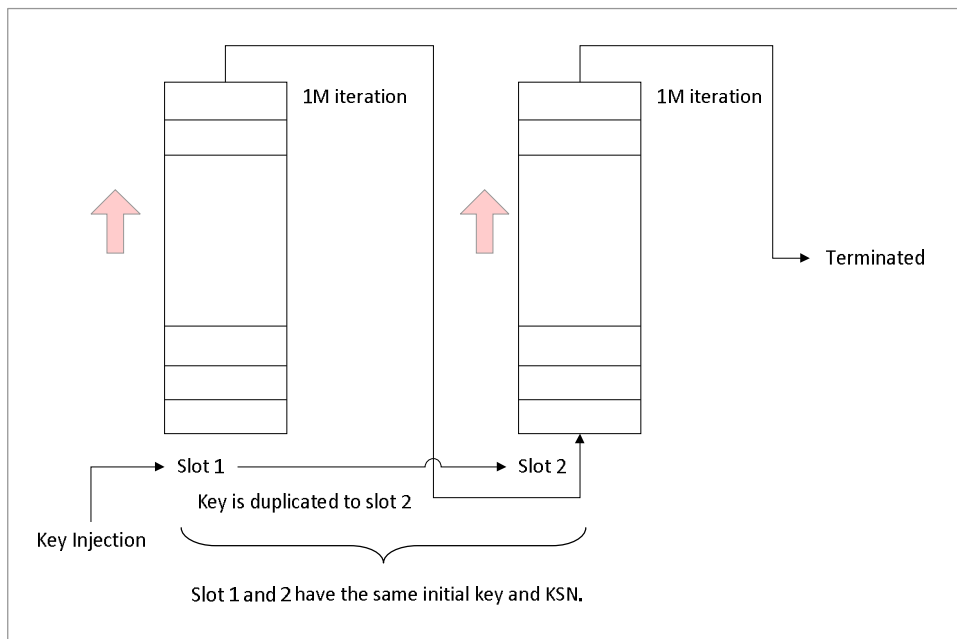 1M iteration
1M iteration
Terminated
Slot 1
Slot 2
Key is duplicated to slot 2
Key Injection
Slot 1 and 2 have the same initial key and KSN.